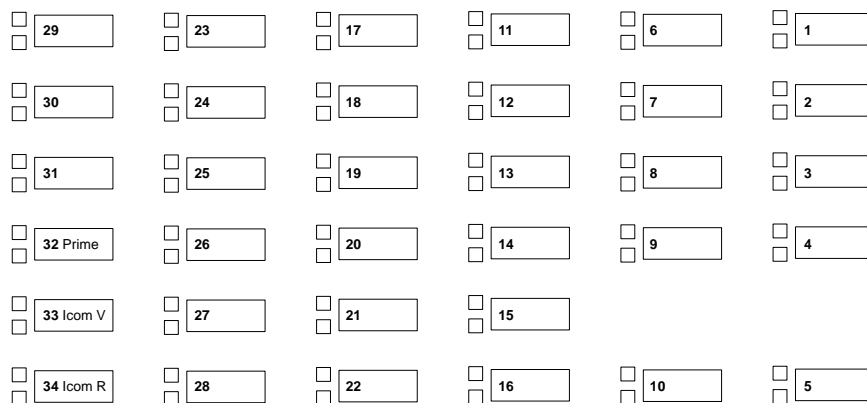 29 23 17 11 6 1
30 24 18 12 7 2
31 25 19 13 8 3
32 Prime 26 20 14 9 4
33 Icom V 27 21 15
34 Icom R 28 22 16 10 5